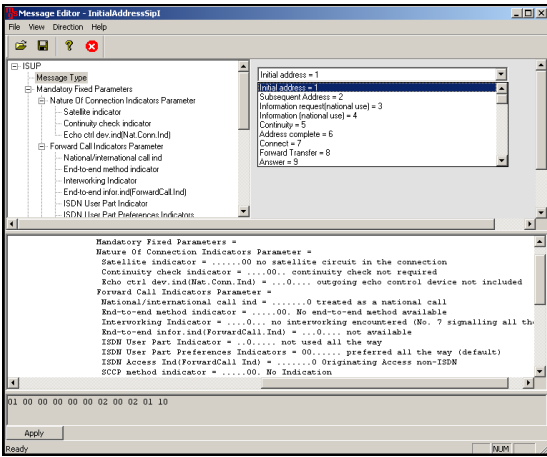 Message Editor - InitialAddressSipI
File View Direction Help
ISUP
Message Type
Mandatory Fixed Parameters
Nature Of Connection Indicators Parameter
Satellite indicator
Continuity check indicator
Echo ctrl dev.ind(Nat.Conn.Ind)
Forward Call Indicators Parameter
National/international call ind
End-to-end method indicator
Interworking Indicator
End-to-end infor.ind(ForwardCall.Ind)
ISDN User Part Indicator
ISDN User Part Preferences Indicators
Initial address = 1
Initial address = 1
Subsequent Address = 2
Information request(national use) = 3
Information (national use) = 4
Continuity = 5
Address complete = 6
Connect = 7
Forward Transfer = 8
Answer = 9
Mandatory Fixed Parameters =
Nature Of Connection Indicators Parameter =
Satellite indicator = ......00 no satellite circuit in the connection
Continuity check indicator = ....00.. continuity check not required
Echo ctrl dev.ind(Nat.Conn.Ind) = ...0.... outgoing echo control device not included
Forward Call Indicators Parameter =
National/international call ind = .......0 treated as a national call
End-to-end method indicator = .....00. No end-to-end method available
Interworking Indicator = ....0... no interworking encountered (No. 7 signalling all the
End-to-end infor.ind(ForwardCall.Ind) = ...0.... not available
ISDN User Part Indicator = ..0..... not used all the way
ISDN User Part Preferences Indicators = 00...... preferred all the way (default)
ISDN Access Ind(ForwardCall Ind) = .......0 Originating Access non-ISDN
SCCP method indicator = .....00. No Indication
01 00 00 00 00 00 02 00 02 01 10
Apply
Ready NUM